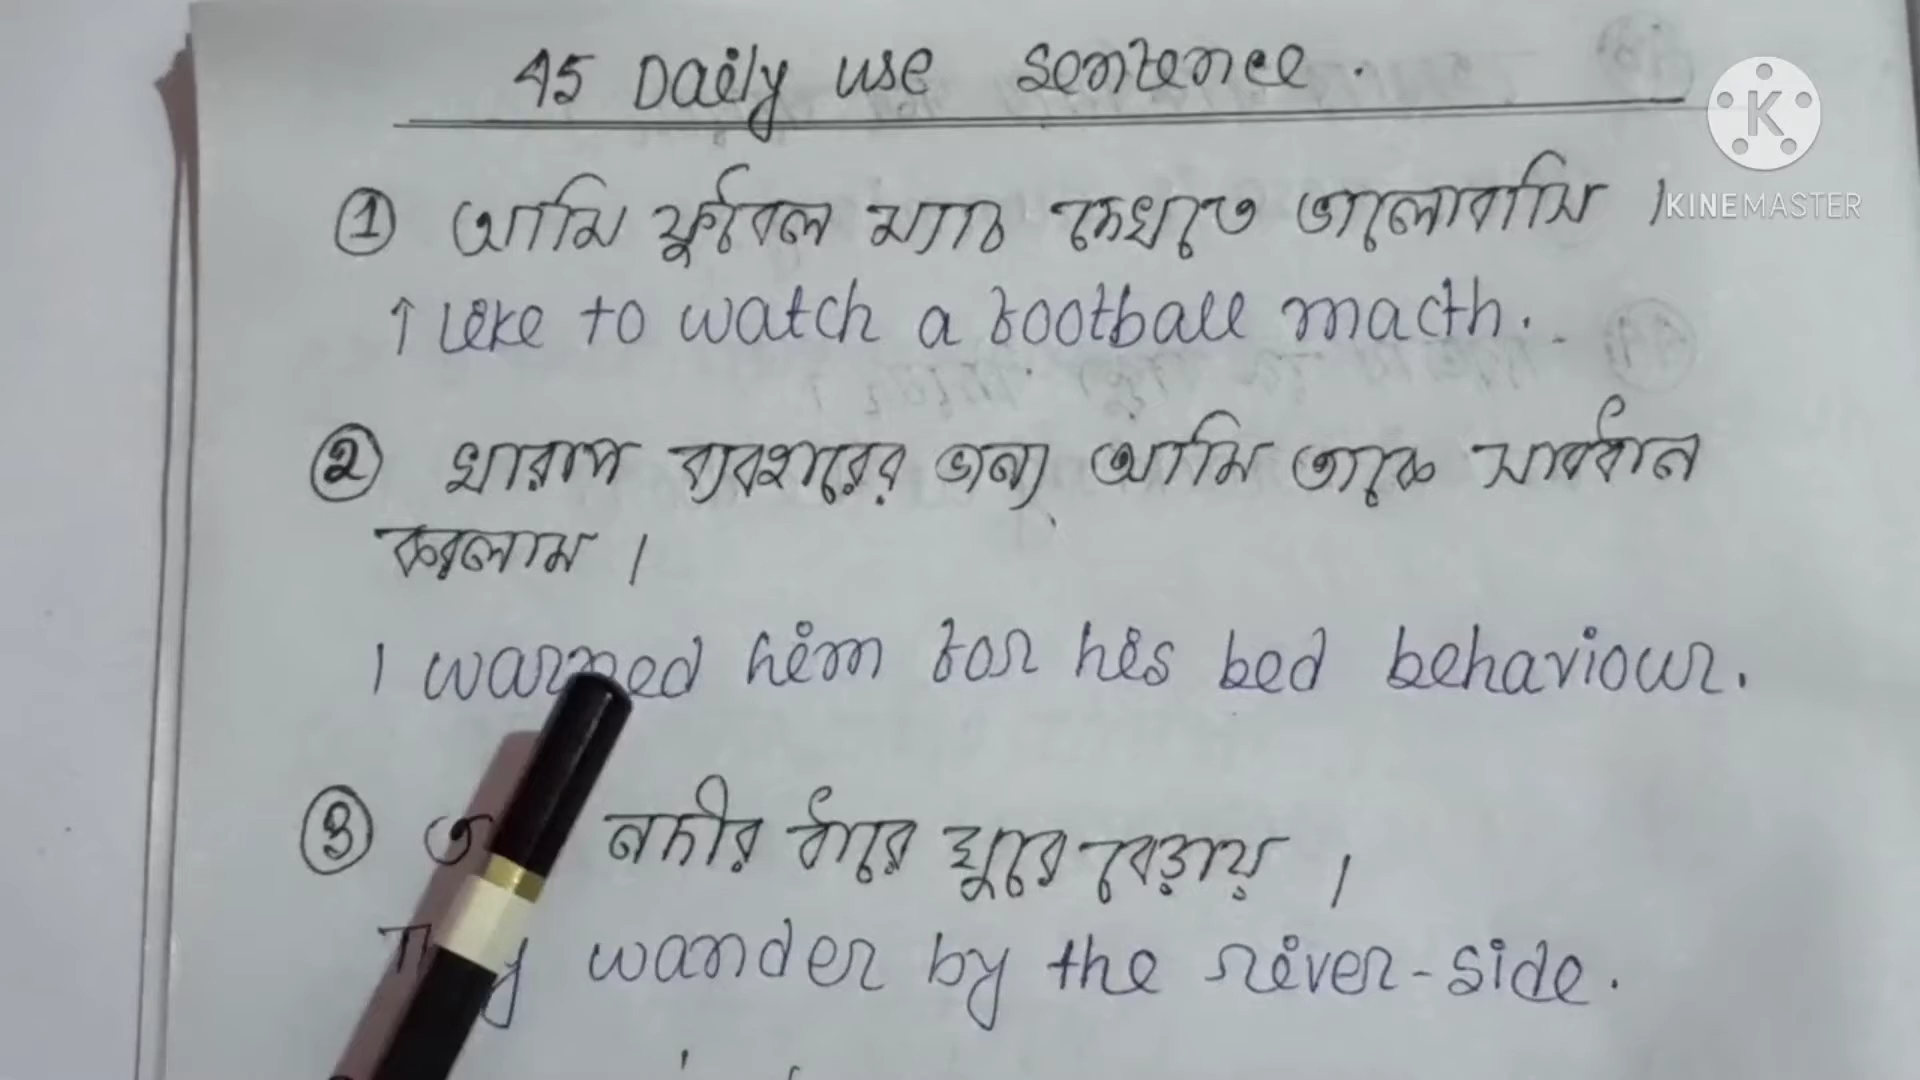 45 Daily use sentence.
KINEMASTER
① আমি ফুটবল ম্যাচ দেখতে ভালোবাসি ।
I like to watch a football macth.
② খারাপ ব্যবহারের জন্য আমি তাকে সাবধান
করলাম ।
I warned him for his bed behaviour.
③ নদীর ধারে ঘুরে বেড়ায় ।
wander by the river-side.